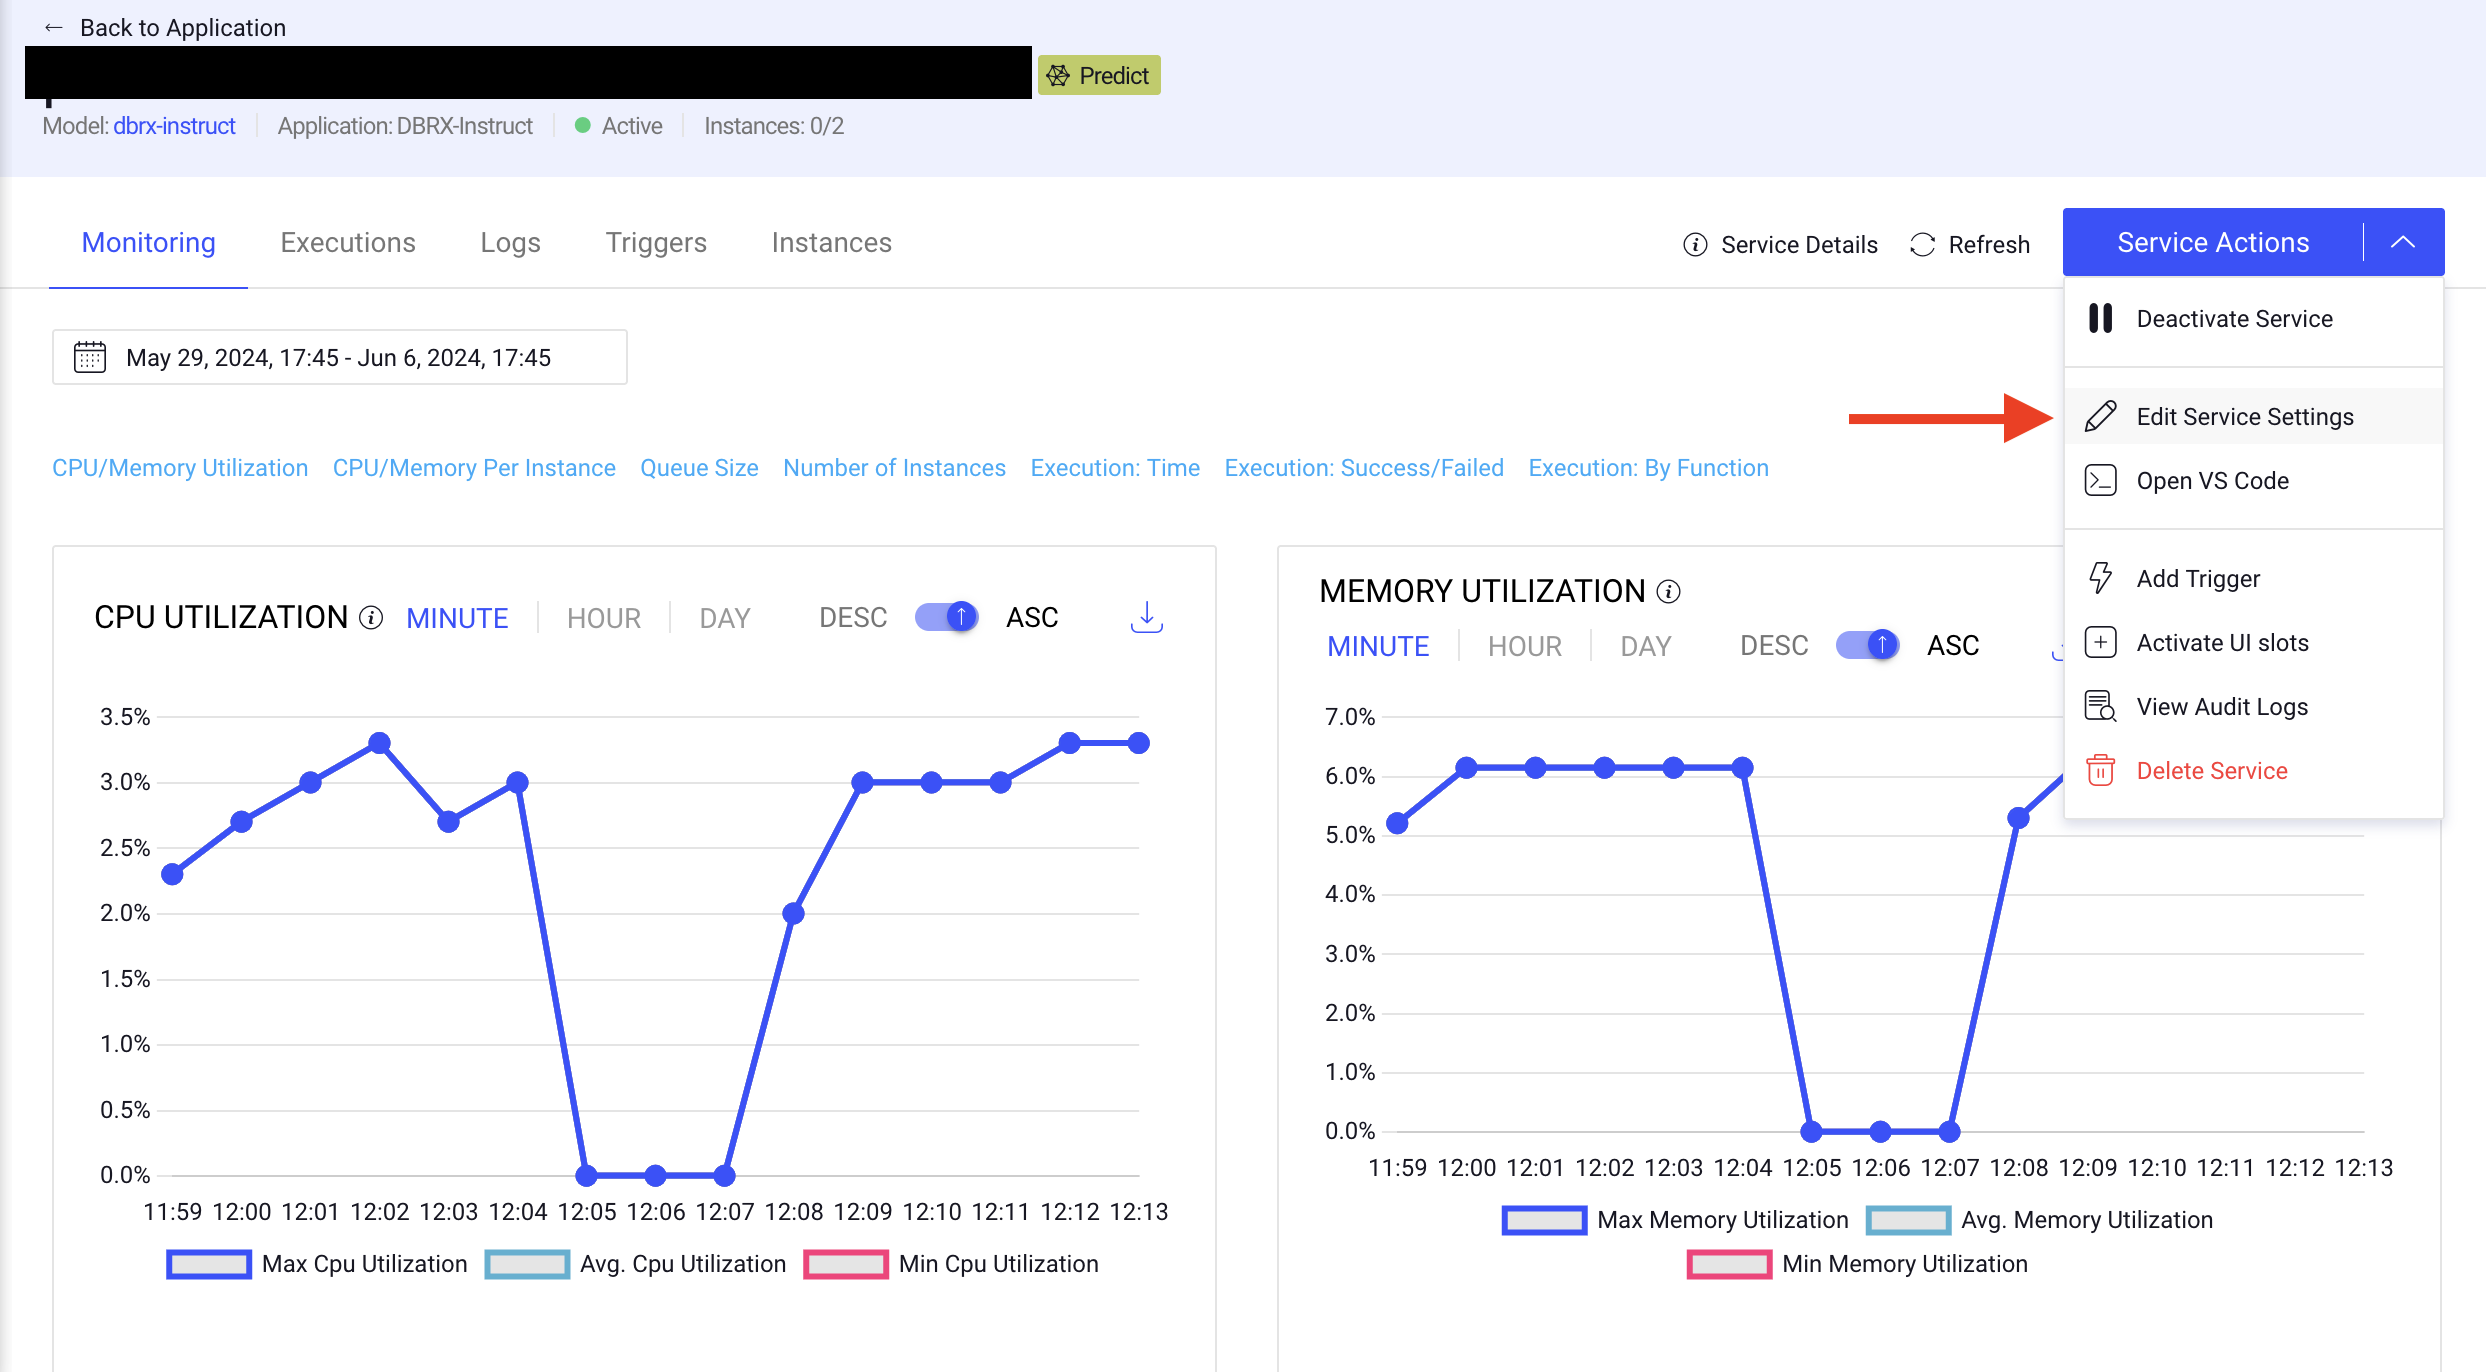 ← Back to Application
Predict
Model: dbrx-instruct Application: DBRX-Instruct Active Instances: 0/2
Monitoring Executions Logs Triggers Instances Service Details Refresh Service Actions
Deactivate Service
May 29, 2024, 17:45 - Jun 6, 2024, 17:45
Edit Service Settings
CPU/Memory Utilization CPU/Memory Per Instance Queue Size Number of Instances Execution: Time Execution: Success/Failed Execution: By Function
Open VS Code
Add Trigger
Activate UI slots
View Audit Logs
Delete Service
CPU UTILIZATION MINUTE HOUR DAY DESC ASC
3.5%
3.0%
2.5%
2.0%
1.5%
1.0%
0.5%
0.0%
11:59 12:00 12:01 12:02 12:03 12:04 12:05 12:06 12:07 12:08 12:09 12:10 12:11 12:12 12:13
Max Cpu Utilization Avg. Cpu Utilization Min Cpu Utilization
MEMORY UTILIZATION
MINUTE HOUR DAY DESC ASC
7.0%
6.0%
5.0%
4.0%
3.0%
2.0%
1.0%
0.0%
11:59 12:00 12:01 12:02 12:03 12:04 12:05 12:06 12:07 12:08 12:09 12:10 12:11 12:12 12:13
Max Memory Utilization Avg. Memory Utilization
Min Memory Utilization